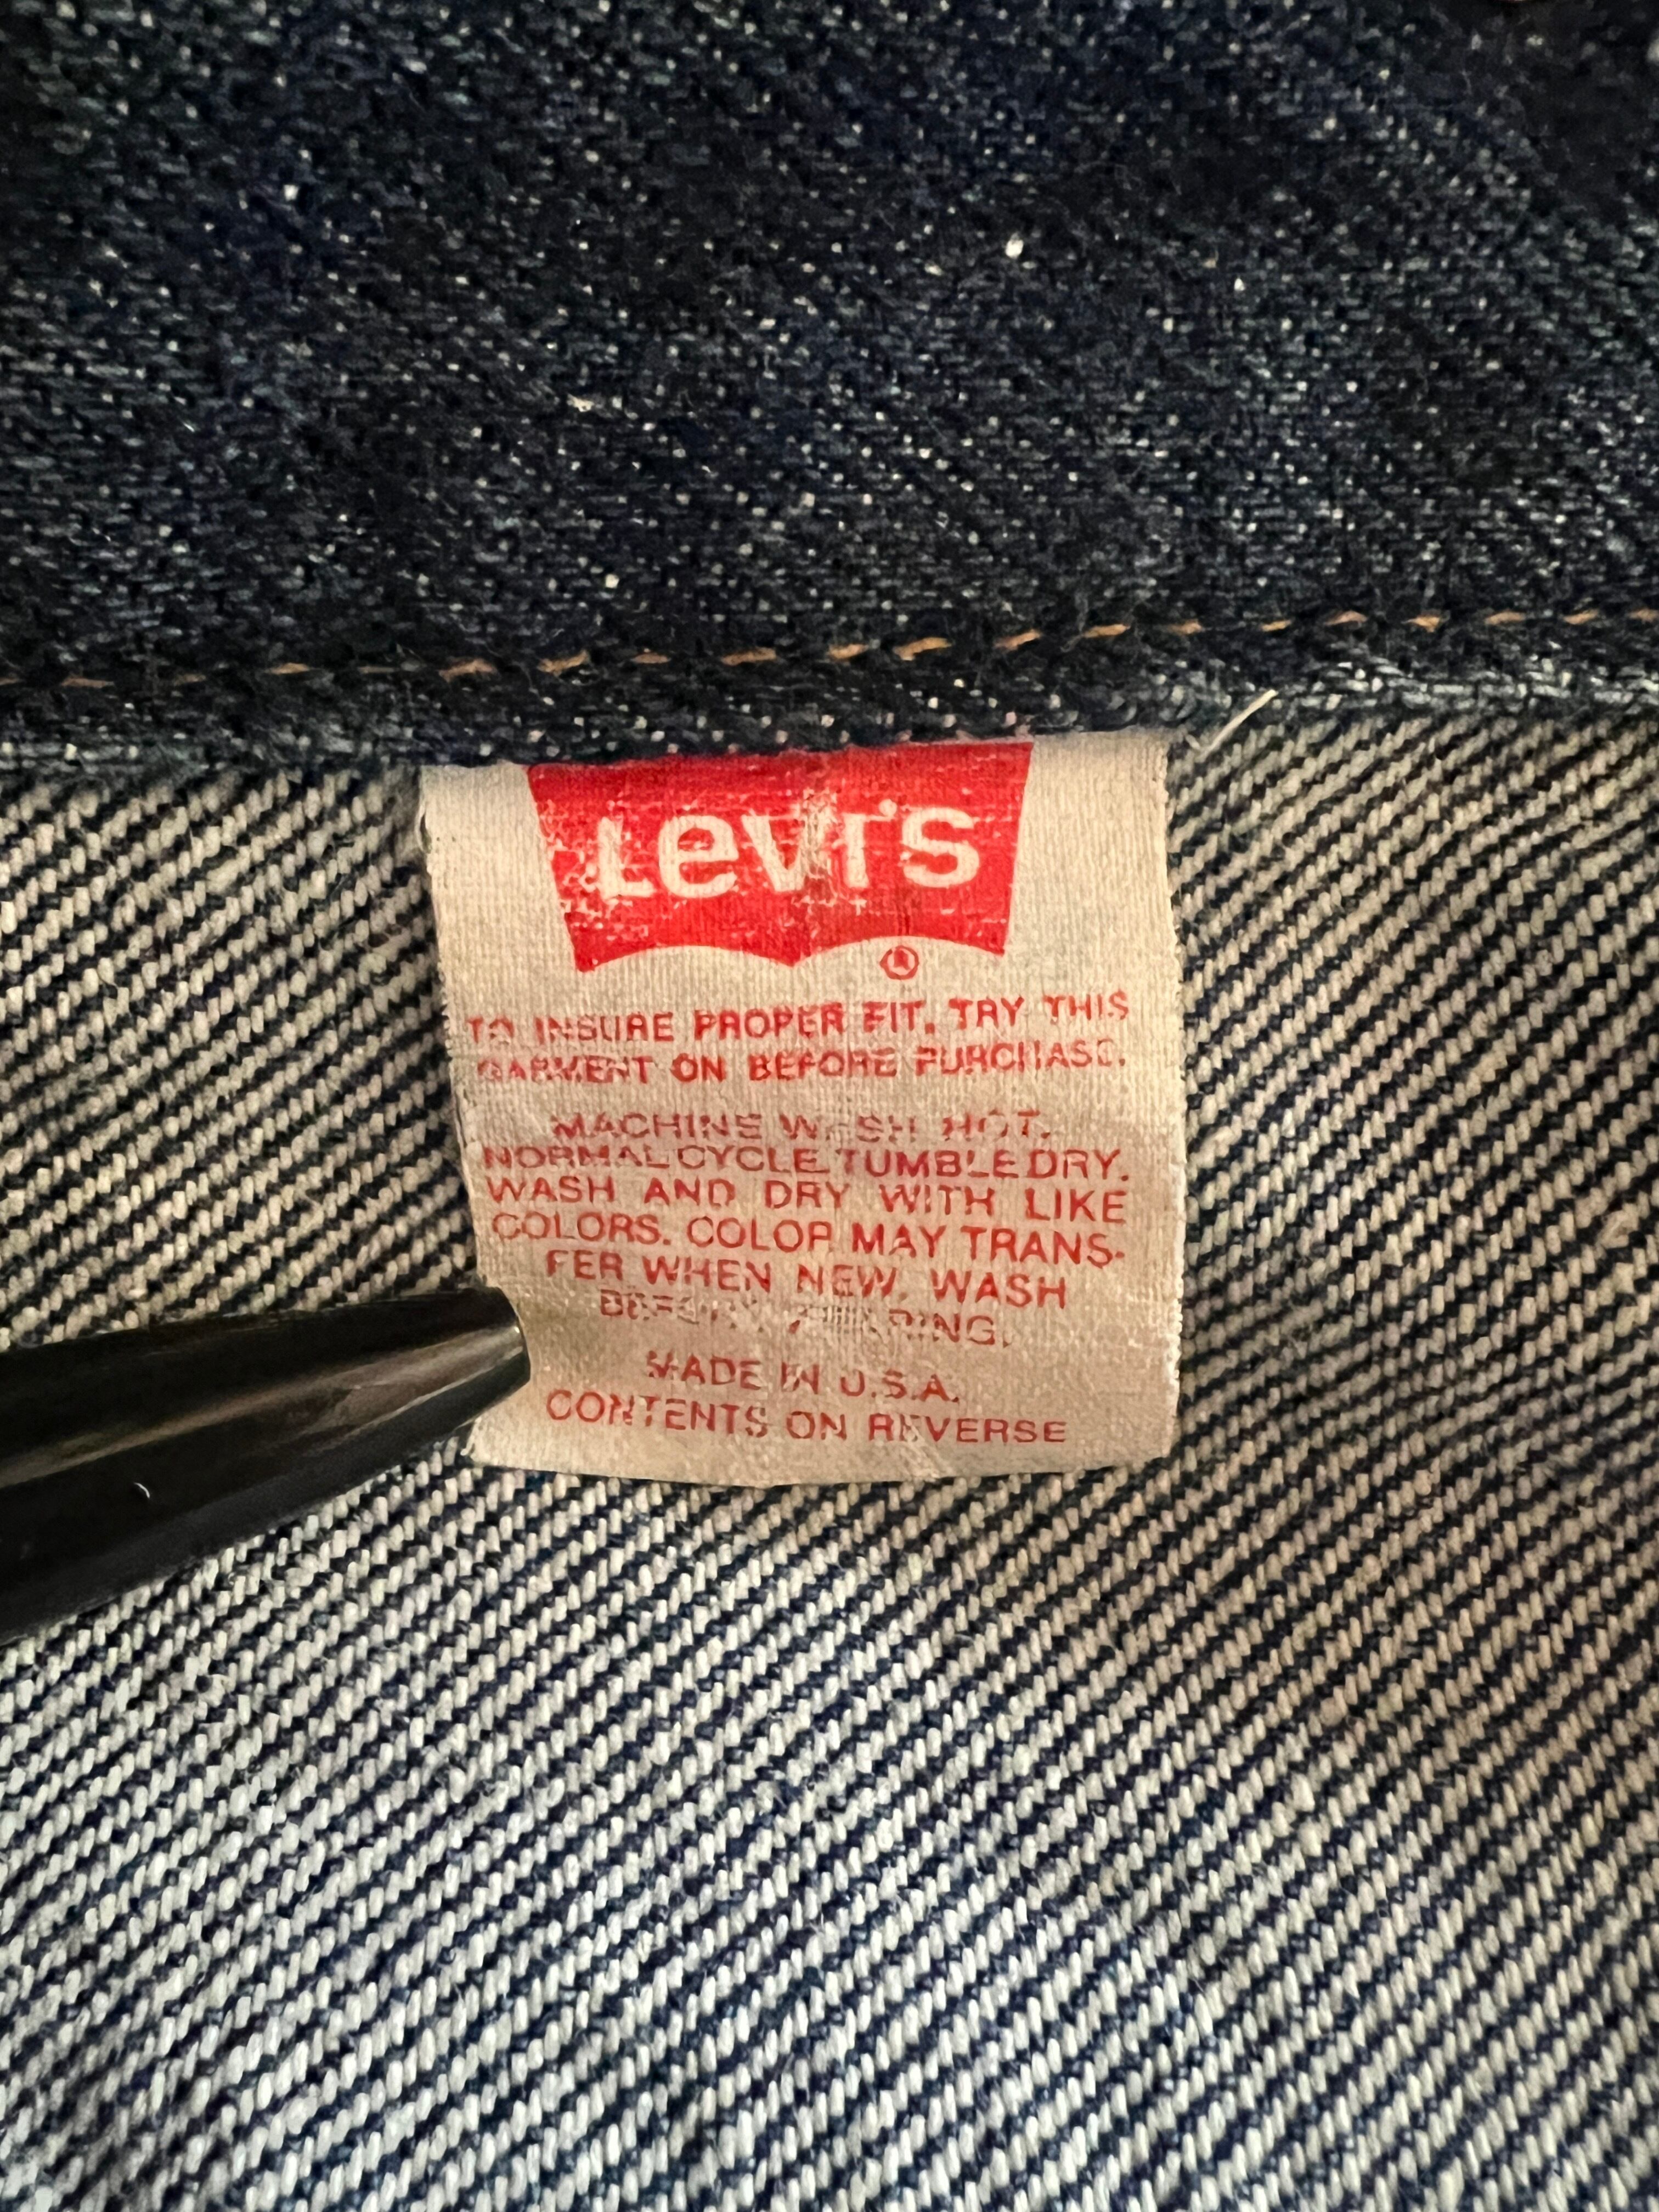 Levi's
®
TO INSURE PROPER FIT. TRY THIS
GARMENT ON BEFORE PURCHASE.
MACHINE WASH HOT.
NORMAL CYCLE TUMBLE DRY.
WASH AND DRY WITH LIKE
COLORS. COLOR MAY TRANS-
FER WHEN NEW. WASH
BEFORE
MADE IN U.S.A.
CONTENTS ON REVERSE